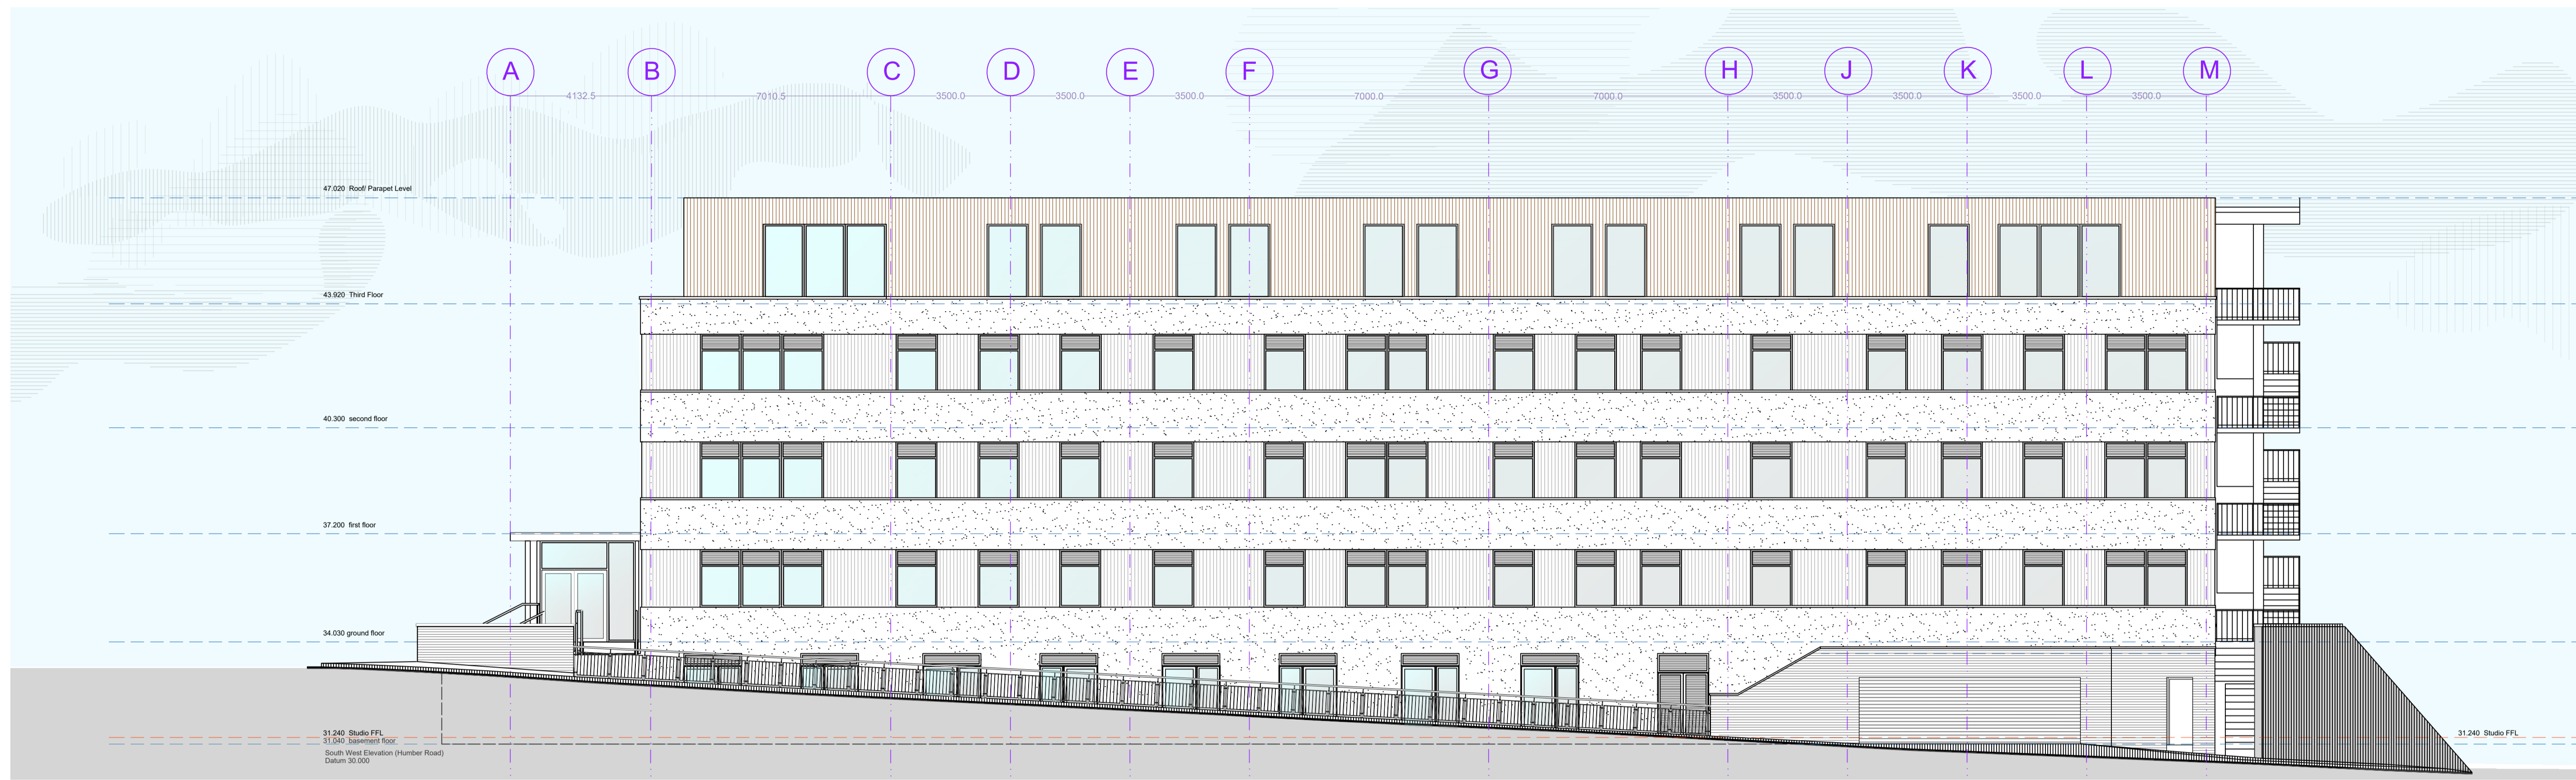 A B C D E F G H J K L M
4132.5 7010.5 3500.0 3500.0 3500.0 7000.0 7000.0 3500.0 3500.0 3500.0 3500.0
47.020 Roof/ Parapet Level
43.920 Third Floor
40.300 second floor
37.200 first floor
34.030 ground floor
31.240 Studio FFL
31.240 Studio FFL
31.040 basement floor
South West Elevation (Humber Road)
Datum 30.000